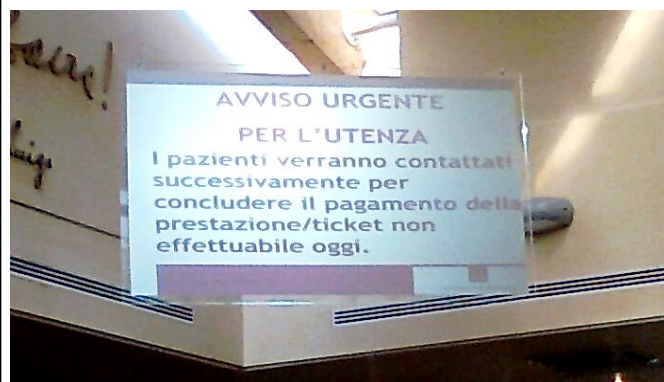 AVVISO URGENTE
PER L'UTENZA
I pazienti verranno contattati
successivamente per
concludere il pagamento della
prestazione/ticket non
effettuabile oggi.